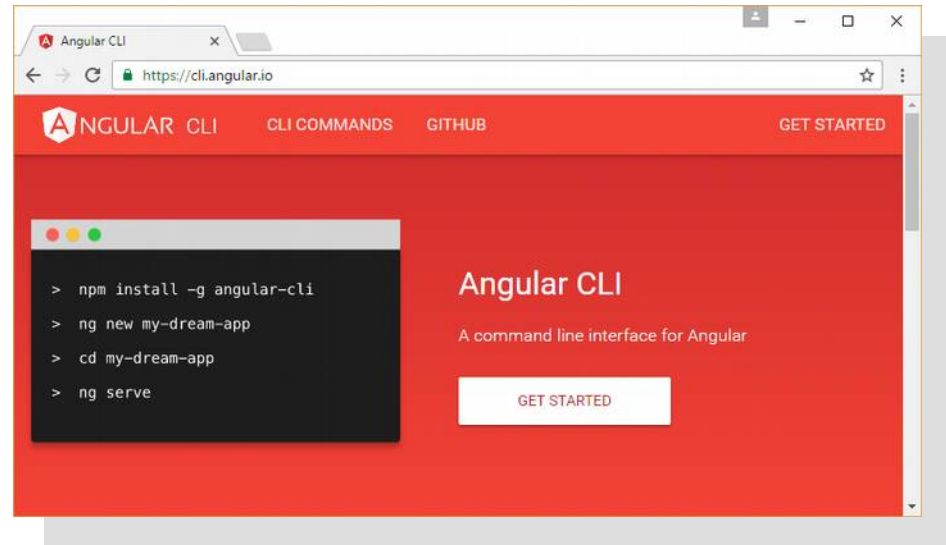 Angular CLI
https://cli.angular.io
ANGULAR CLI CLI COMMANDS GITHUB GET STARTED
> npm install -g angular-cli
> ng new my-dream-app
> cd my-dream-app
> ng serve
Angular CLI
A command line interface for Angular
GET STARTED